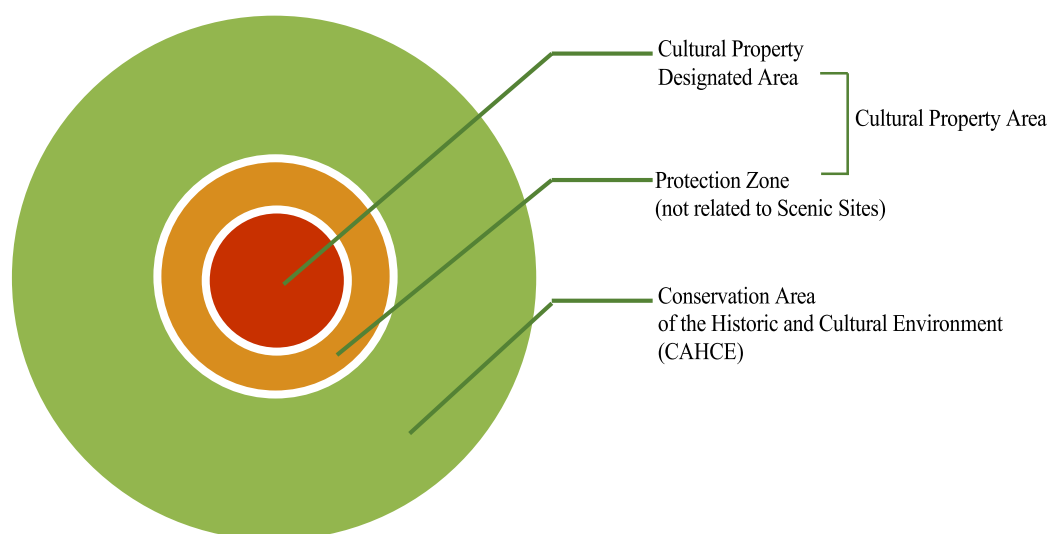 Cultural Property
Designated Area
Cultural Property Area
Protection Zone
(not related to Scenic Sites)
Conservation Area
of the Historic and Cultural Environment
(CAHCE)